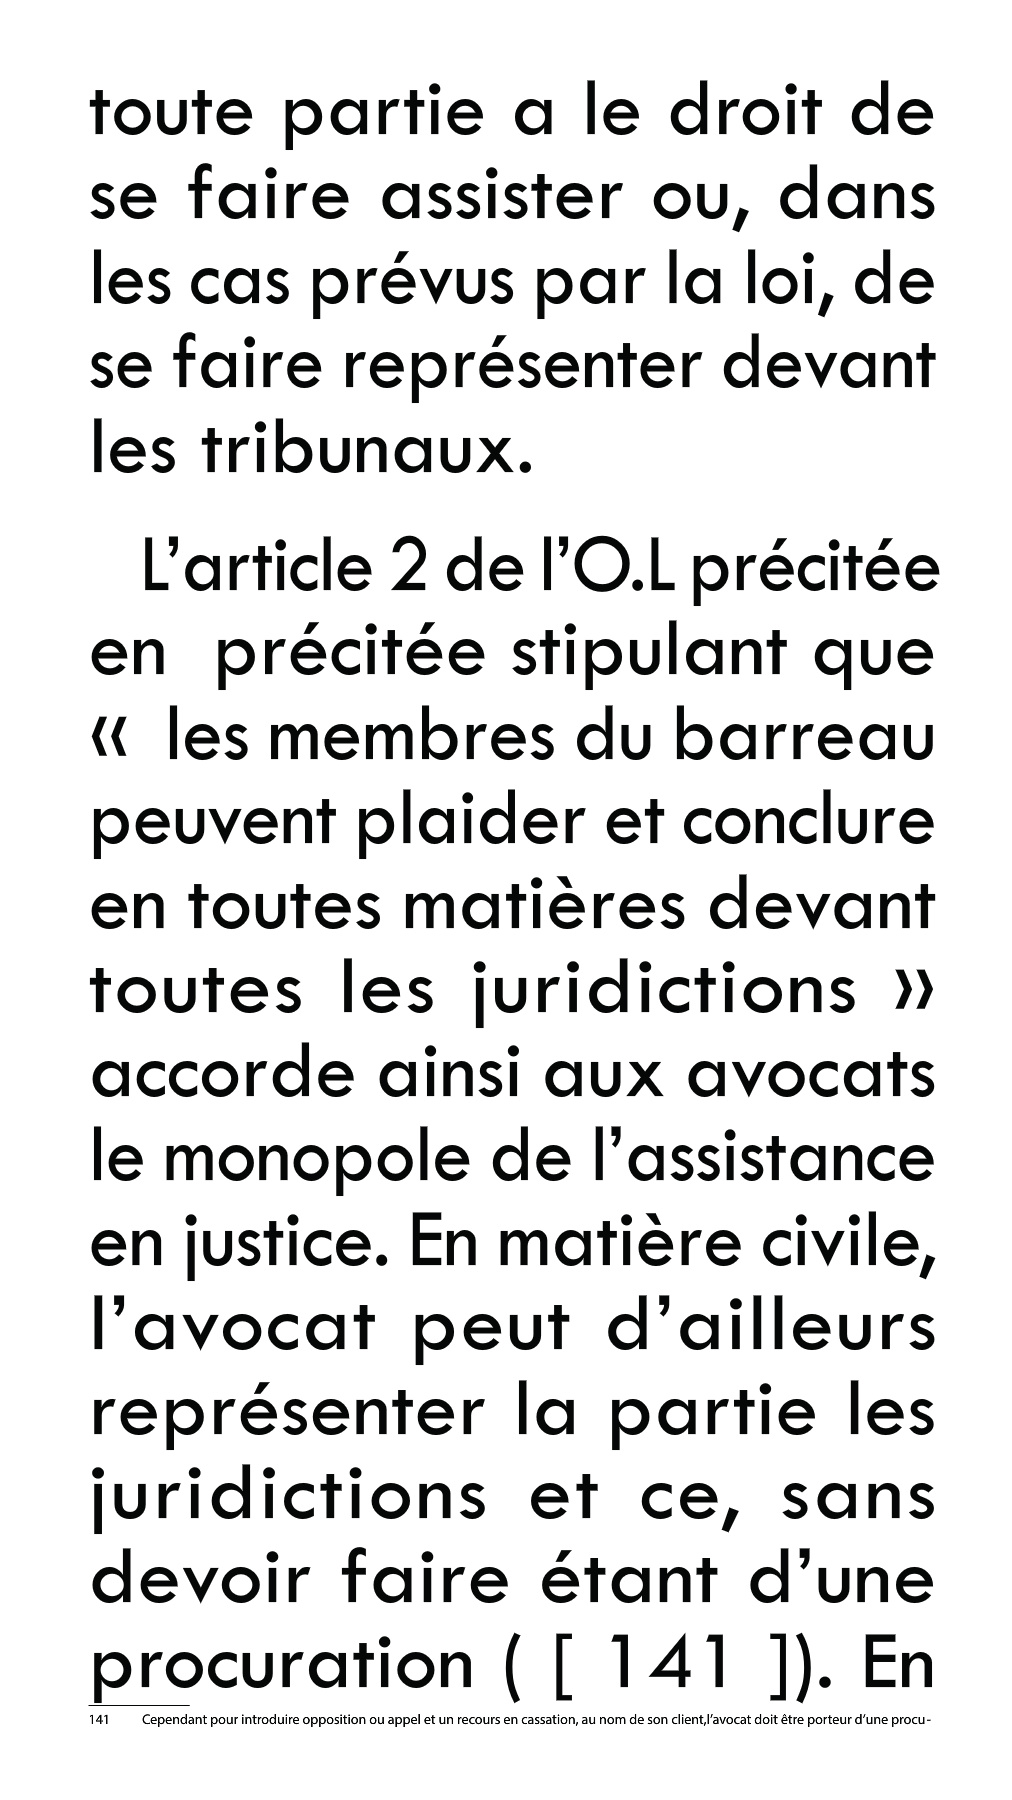 toute partie a le droit de
se faire assister ou, dans
les cas prévus par la loi, de
se faire représenter devant
les tribunaux.
L’article 2 de l’O.L précitée
en précitée stipulant que
« les membres du barreau
peuvent plaider et conclure
en toutes matières devant
toutes les juridictions »
accorde ainsi aux avocats
le monopole de l’assistance
en justice. En matière civile,
l’avocat peut d’ailleurs
représenter la partie les
juridictions et ce, sans
devoir faire étant d’une
procuration ( [ 141 ]). En
141 Cependant pour introduire opposition ou appel et un recours en cassation, au nom de son client,l’avocat doit être porteur d’une procu-